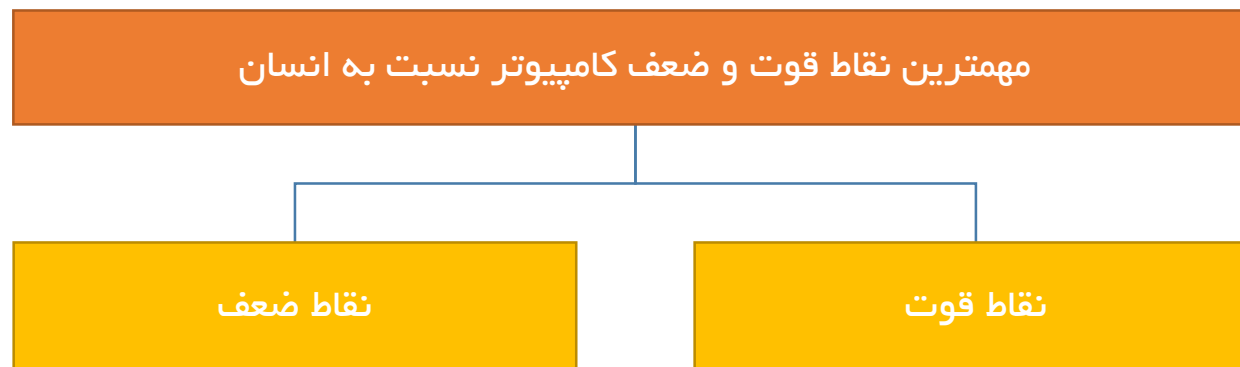 مهمترین نقاط قوت و ضعف کامپیوتر نسبت به انسان
نقاط قوت
نقاط ضعف